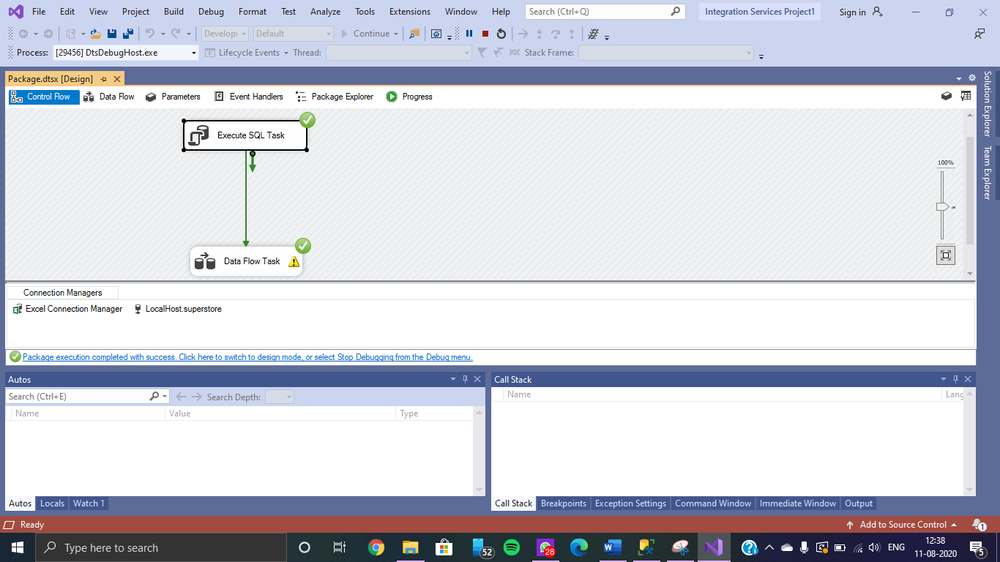 File Edit View Project Build Debug Format Test Analyze Tools Extensions Window Help Search (Ctrl+Q) Integration Services Project1 Sign in
Developi Default Continue
Process: [29456] DtsDebugHost.exe Lifecycle Events Thread: Stack Frame:
Package.dtsx [Design]
Control Flow Data Flow Parameters Event Handlers Package Explorer Progress
Solution Explorer
Team Explorer
Execute SQL Task
100%
Data Flow Task
Connection Managers
Excel Connection Manager LocalHost.superstore
Package execution completed with success. Click here to switch to design mode, or select Stop Debugging from the Debug menu.
Autos
Search (Ctrl+E) Search Depth:
Name Value Type
Call Stack
Name Lang
Autos Locals Watch 1
Call Stack Breakpoints Exception Settings Command Window Immediate Window Output
Ready Add to Source Control 1
Type here to search 52 28 ENG 12:38
11-08-2020 5